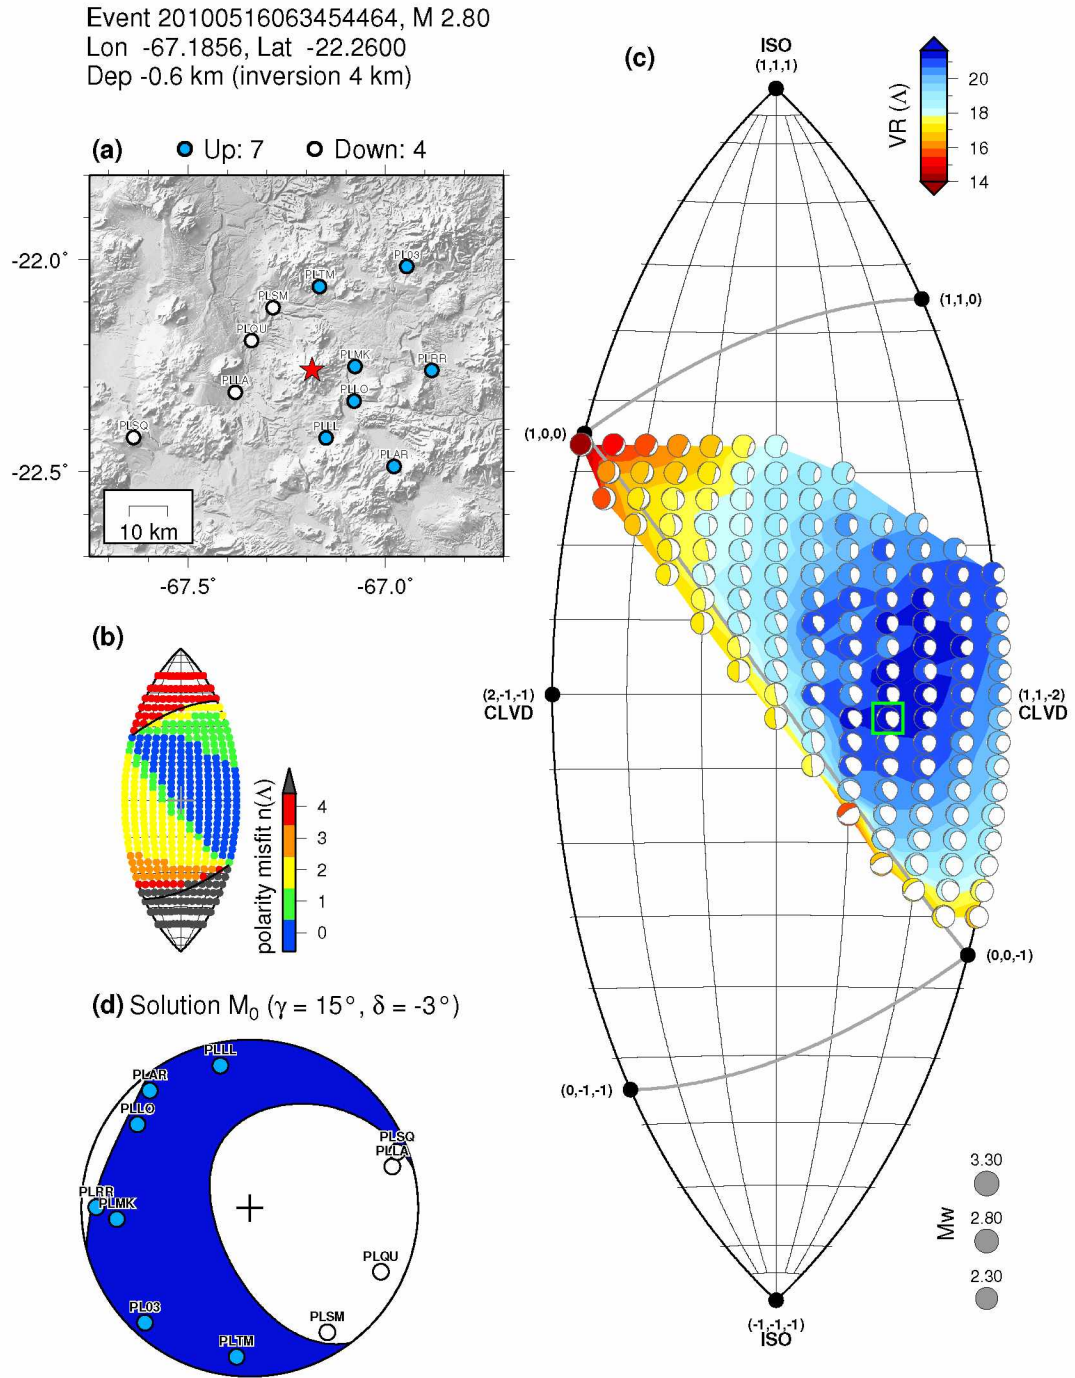 Event 20100516063454464, M 2.80
Lon -67.1856, Lat -22.2600
Dep -0.6 km (inversion 4 km)
(a) Up: 7 Down: 4
-22.0°
-22.5°
-67.5°
-67.0°
PL03
PLTM
PLSM
PLQU
PLMK
PLRR
PLLA
PLLO
PLSQ
PLLL
PLAR
10 km
(b)
polarity misfit n(Λ)
4
3
2
1
0
(c)
ISO
(1,1,1)
VR (Λ)
20
18
16
14
(1,1,0)
(1,0,0)
(2,-1,-1)
CLVD
(1,1,-2)
CLVD
(0,0,-1)
(0,-1,-1)
(-1,-1,-1)
ISO
Mw
3.30
2.80
2.30
(d) Solution M0 (γ = 15°, δ = -3°)
PLLL
PLAR
PLLO
PLSQ
PLLA
PLRR
PLMK
PLQU
PL03
PLSM
PLTM